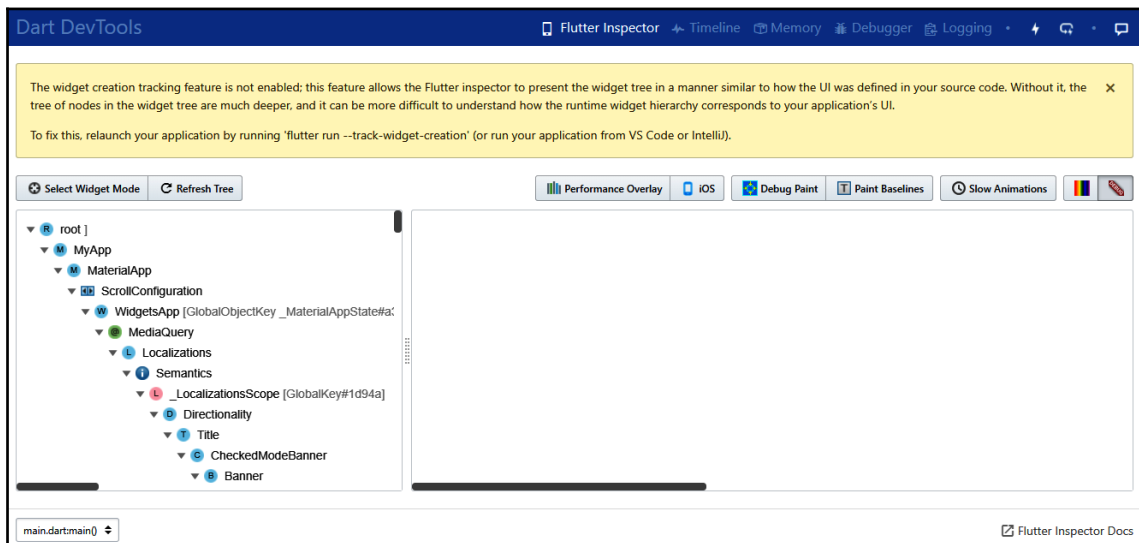 Dart DevTools
Flutter Inspector Timeline Memory Debugger Logging
The widget creation tracking feature is not enabled; this feature allows the Flutter inspector to present the widget tree in a manner similar to how the UI was defined in your source code. Without it, the
tree of nodes in the widget tree are much deeper, and it can be more difficult to understand how the runtime widget hierarchy corresponds to your application's UI.
To fix this, relaunch your application by running 'flutter run --track-widget-creation' (or run your application from VS Code or IntelliJ).
Select Widget Mode Refresh Tree Performance Overlay iOS Debug Paint Paint Baselines Slow Animations
R root ]
M MyApp
M MaterialApp
ScrollConfiguration
W WidgetsApp [GlobalObjectKey _MaterialAppState#a
MediaQuery
L Localizations
Semantics
L _LocalizationsScope [GlobalKey#1d94a]
D Directionality
T Title
C CheckedModeBanner
B Banner
main.dart:main() Flutter Inspector Docs